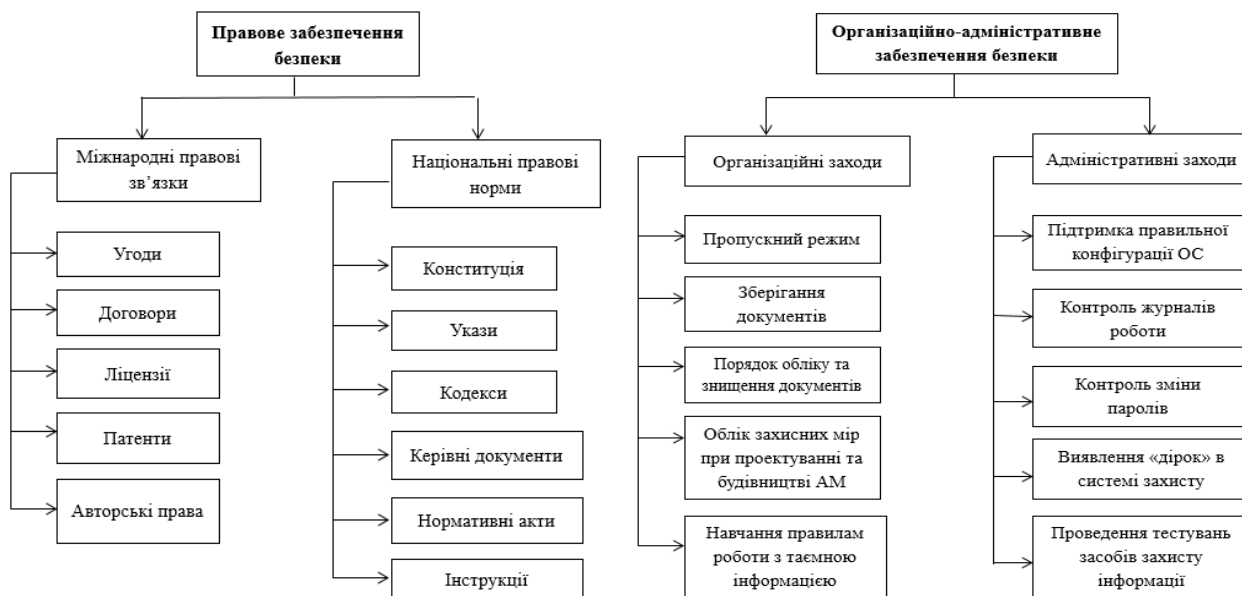 Правове забезпечення
безпеки
Міжнародні правові
зв’язки
Угоди
Договори
Ліцензії
Патенти
Авторські права
Національні правові
норми
Конституція
Укази
Кодекси
Керівні документи
Нормативні акти
Інструкції
Організаційно-адміністративне
забезпечення безпеки
Організаційні заходи
Пропускний режим
Зберігання
документів
Порядок обліку та
знищення документів
Облік захисних мір
при проектуванні та
будівництві АМ
Навчання правилам
роботи з таємною
інформацією
Адміністративні заходи
Підтримка правильної
конфігурації ОС
Контроль журналів
роботи
Контроль зміни
паролів
Виявлення «дірок» в
системі захисту
Проведення тестувань
засобів захисту
інформації